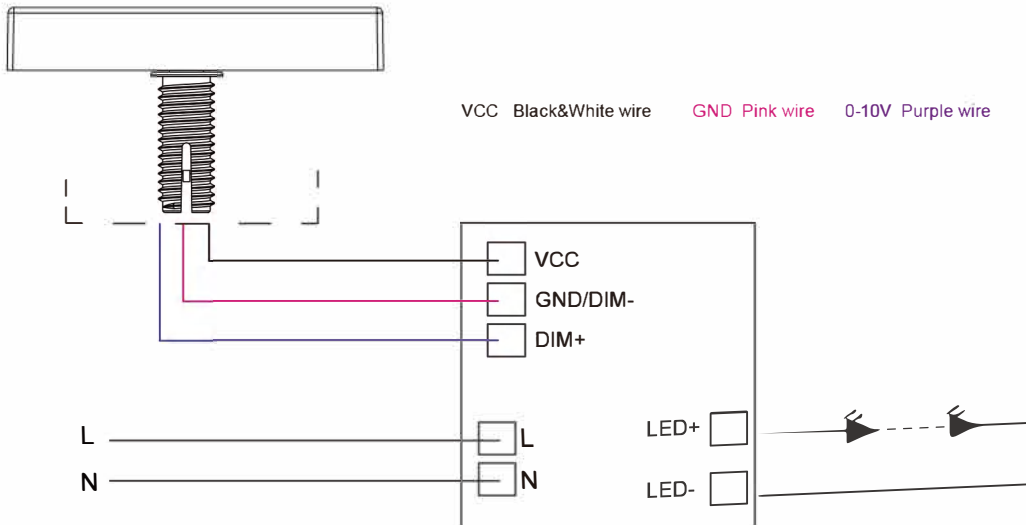 VCC Black&White wire GND Pink wire 0-10V Purple wire
VCC
GND/DIM-
DIM+
L L LED+
N N LED-